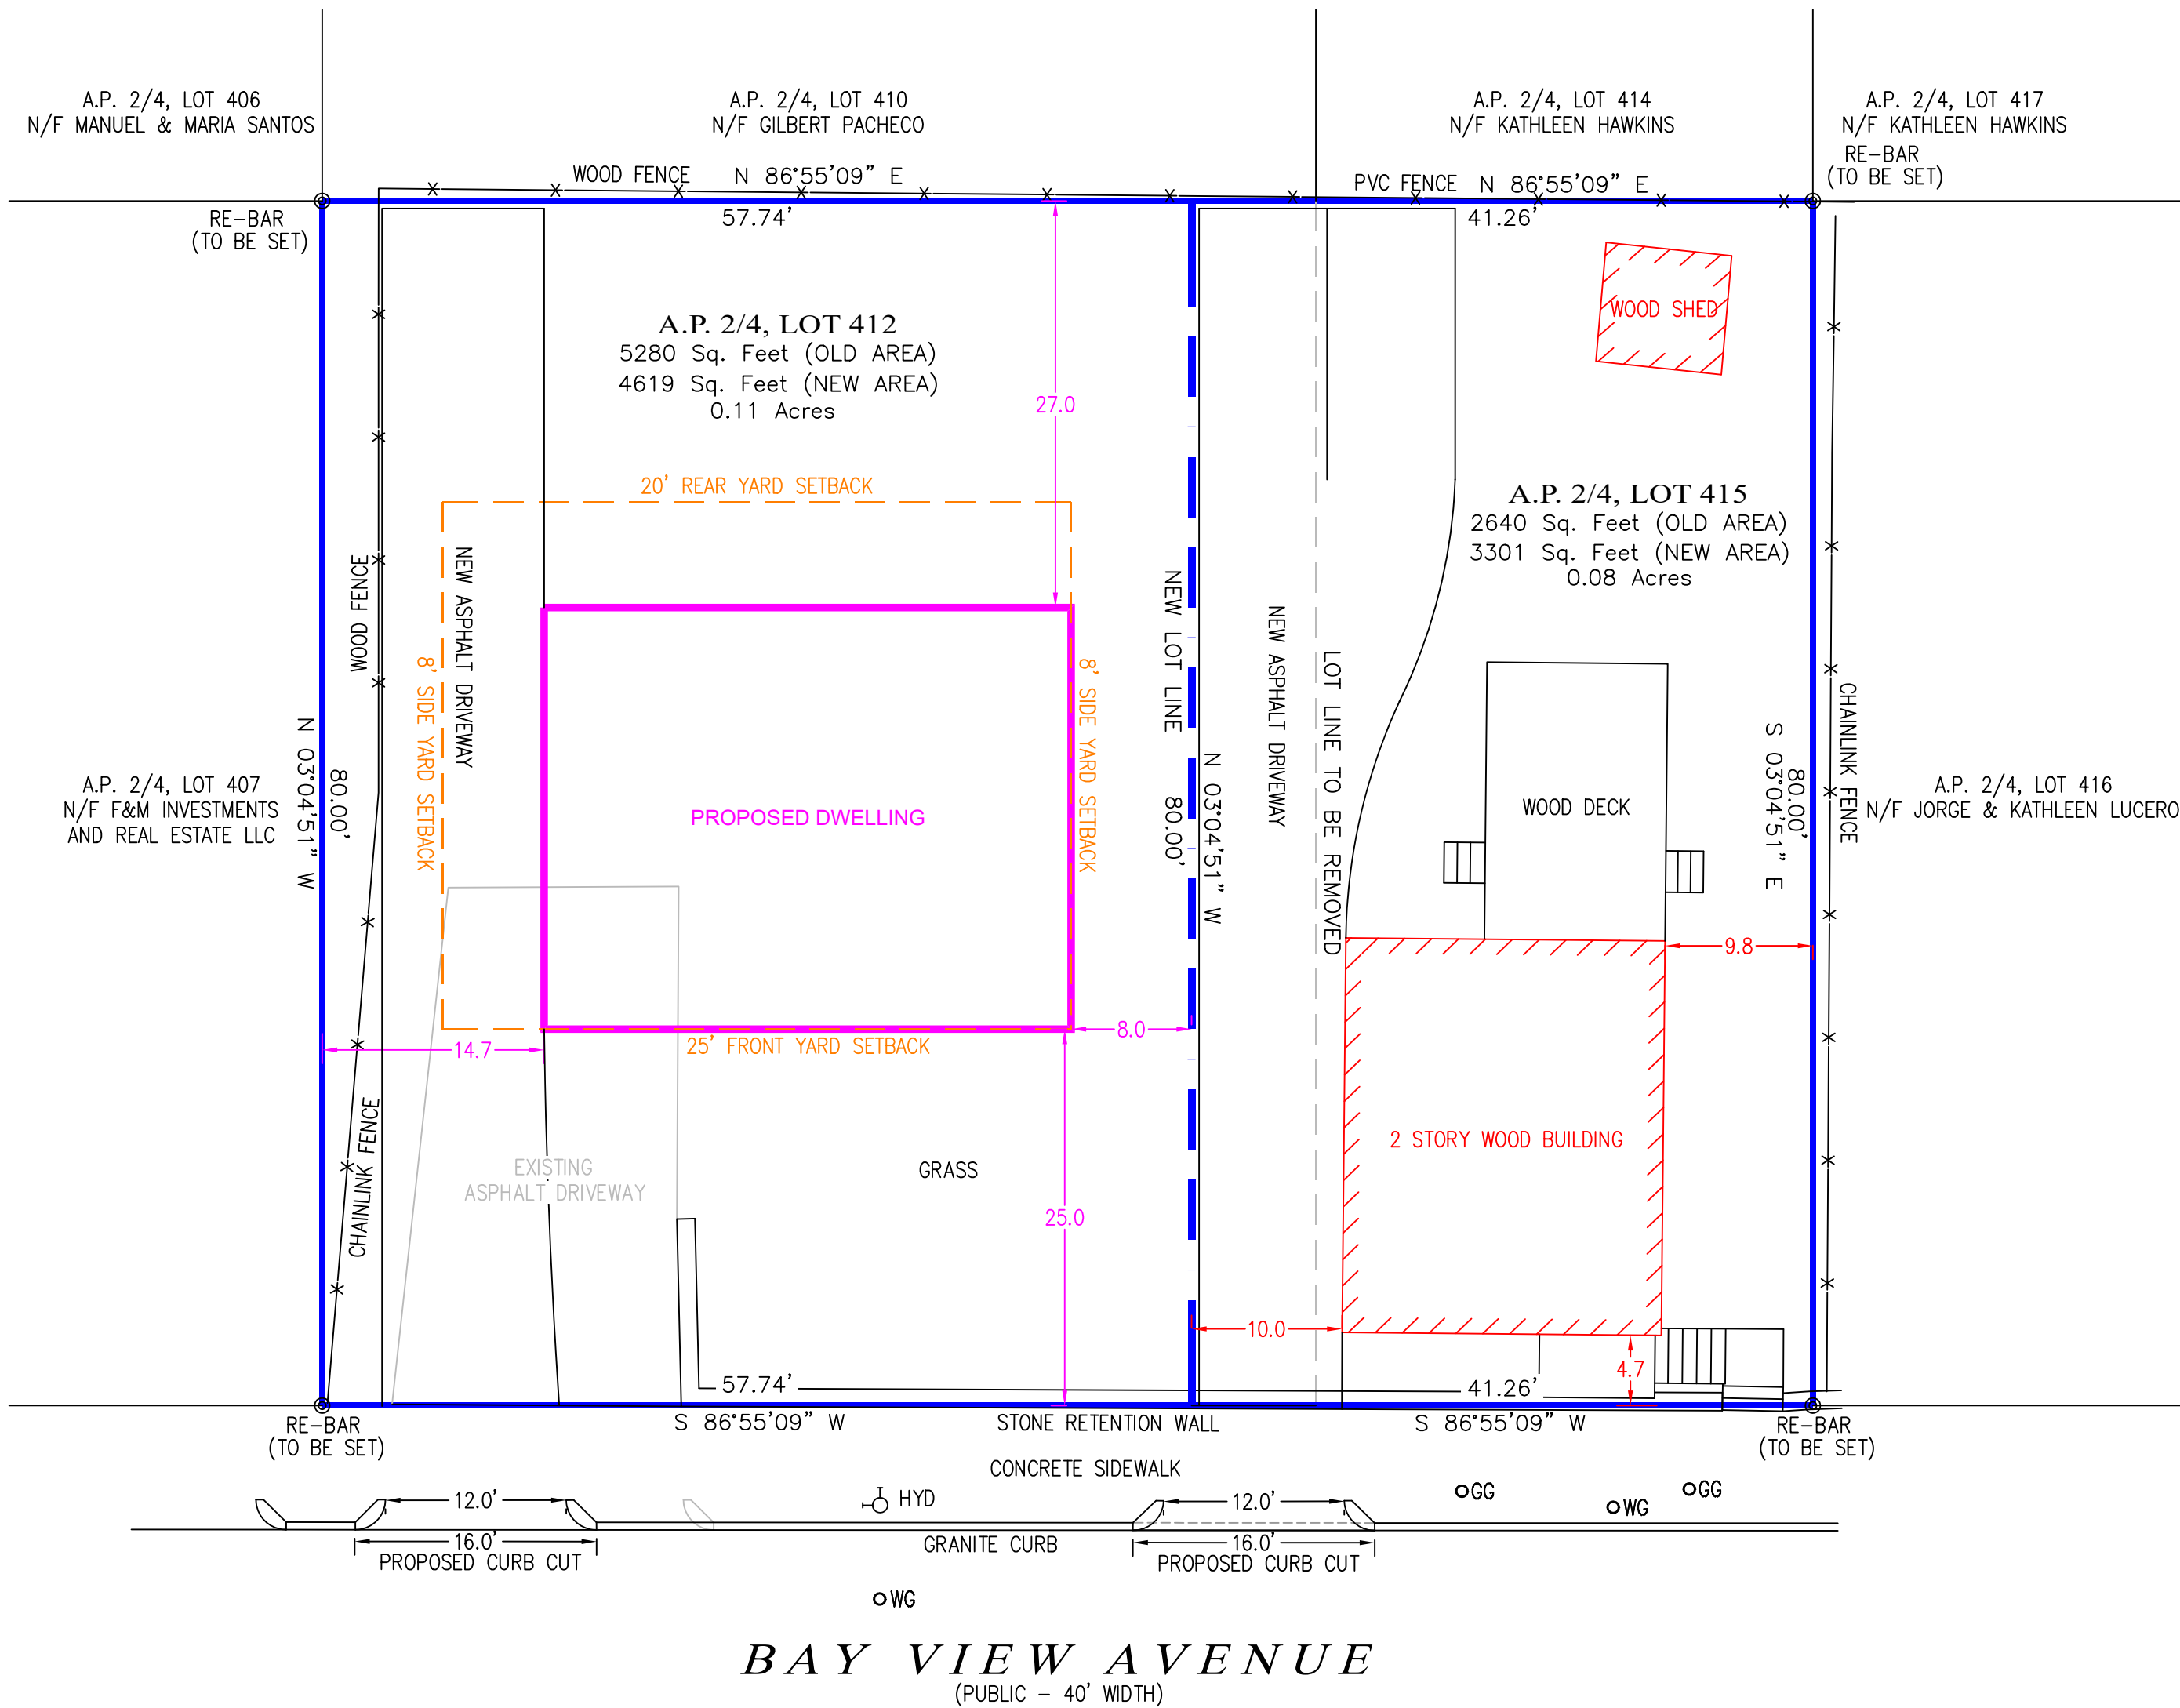 A.P. 2/4, LOT 406
N/F MANUEL & MARIA SANTOS
A.P. 2/4, LOT 410
N/F GILBERT PACHECO
A.P. 2/4, LOT 414
N/F KATHLEEN HAWKINS
A.P. 2/4, LOT 417
N/F KATHLEEN HAWKINS
RE-BAR
(TO BE SET)
WOOD FENCE
N 86°55'09" E
PVC FENCE
N 86°55'09" E
RE-BAR
(TO BE SET)
57.74'
41.26'
WOOD SHED
A.P. 2/4, LOT 412
5280 Sq. Feet (OLD AREA)
4619 Sq. Feet (NEW AREA)
0.11 Acres
27.0
20' REAR YARD SETBACK
A.P. 2/4, LOT 415
2640 Sq. Feet (OLD AREA)
3301 Sq. Feet (NEW AREA)
0.08 Acres
WOOD FENCE
NEW ASPHALT DRIVEWAY
8' SIDE YARD SETBACK
8' SIDE YARD SETBACK
NEW LOT LINE
NEW ASPHALT DRIVEWAY
LOT LINE TO BE REMOVED
CHAINLINK FENCE
N 03°04'51" W
80.00'
N 03°04'51" W
80.00'
S 03°04'51" E
80.00'
A.P. 2/4, LOT 407
N/F F&M INVESTMENTS
AND REAL ESTATE LLC
PROPOSED DWELLING
WOOD DECK
A.P. 2/4, LOT 416
N/F JORGE & KATHLEEN LUCERO
9.8
14.7
25' FRONT YARD SETBACK
8.0
CHAINLINK FENCE
EXISTING
ASPHALT DRIVEWAY
GRASS
2 STORY WOOD BUILDING
25.0
10.0
4.7
57.74'
41.26'
RE-BAR
(TO BE SET)
S 86°55'09" W
STONE RETENTION WALL
S 86°55'09" W
RE-BAR
(TO BE SET)
CONCRETE SIDEWALK
12.0'
HYD
12.0'
GG
WG
GG
16.0'
PROPOSED CURB CUT
GRANITE CURB
16.0'
PROPOSED CURB CUT
WG
BAY VIEW AVENUE
(PUBLIC - 40' WIDTH)